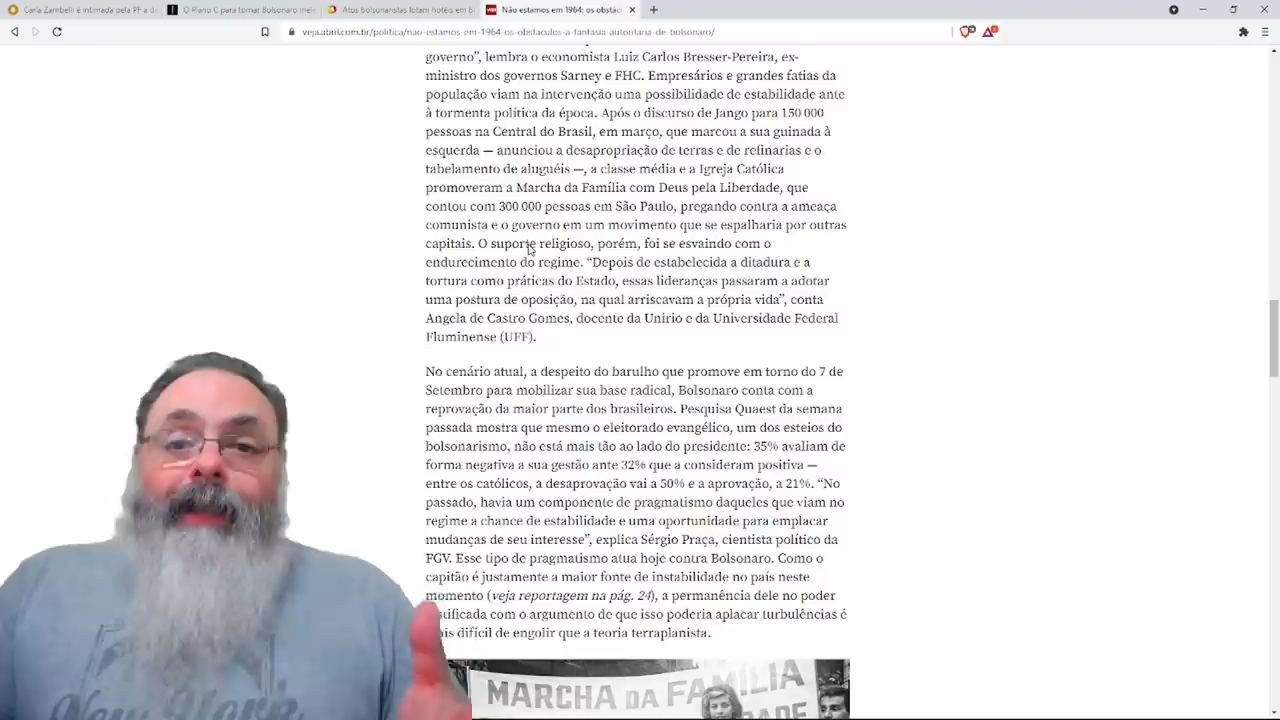 Carla Zambelli é intimada pela PF a d
O Plano C para tornar Bolsonaro inele
Atos bolsonaristas lotam hotéis em B
Não estamos em 1964: os obstác
veja.abril.com.br/politica/nao-estamos-em-1964-os-obstaculos-a-fantasia-autoritaria-de-bolsonaro/
governo”, lembra o economista Luiz Carlos Bresser-Pereira, ex-
ministro dos governos Sarney e FHC. Empresários e grandes fatias da
população viam na intervenção uma possibilidade de estabilidade ante
à tormenta política da época. Após o discurso de Jango para 150 000
pessoas na Central do Brasil, em março, que marcou a sua guinada à
esquerda — anunciou a desapropriação de terras e de refinarias e o
tabelamento de aluguéis —, a classe média e a Igreja Católica
promoveram a Marcha da Família com Deus pela Liberdade, que
contou com 300 000 pessoas em São Paulo, pregando contra a ameaça
comunista e o governo em um movimento que se espalharia por outras
capitais. O suporte religioso, porém, foi se esvaindo com o
endurecimento do regime. “Depois de estabelecida a ditadura e a
tortura como práticas do Estado, essas lideranças passaram a adotar
uma postura de oposição, na qual arriscavam a própria vida”, conta
Angela de Castro Gomes, docente da Unirio e da Universidade Federal
Fluminense (UFF).
No cenário atual, a despeito do barulho que promove em torno do 7 de
Setembro para mobilizar sua base radical, Bolsonaro conta com a
reprovação da maior parte dos brasileiros. Pesquisa Quaest da semana
passada mostra que mesmo o eleitorado evangélico, um dos esteios do
bolsonarismo, não está mais tão ao lado do presidente: 35% avaliam de
forma negativa a sua gestão ante 32% que a consideram positiva —
entre os católicos, a desaprovação vai a 50% e a aprovação, a 21%. “No
passado, havia um componente de pragmatismo daqueles que viam no
regime a chance de estabilidade e uma oportunidade para emplacar
mudanças de seu interesse”, explica Sérgio Praça, cientista político da
FGV. Esse tipo de pragmatismo atua hoje contra Bolsonaro. Como o
capitão é justamente a maior fonte de instabilidade no país neste
momento (veja reportagem na pág. 24), a permanência dele no poder
com o argumento de que isso poderia aplacar turbulências é
difícil de engolir que a teoria terraplanista.
MARCHA DA FAMÍLIA